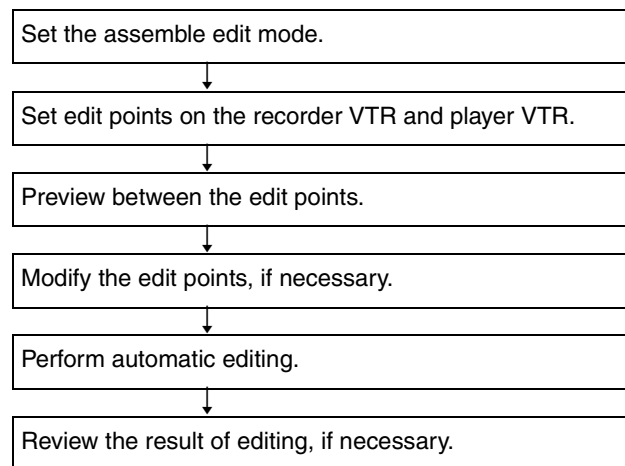 Set the assemble edit mode.
Set edit points on the recorder VTR and player VTR.
Preview between the edit points.
Modify the edit points, if necessary.
Perform automatic editing.
Review the result of editing, if necessary.